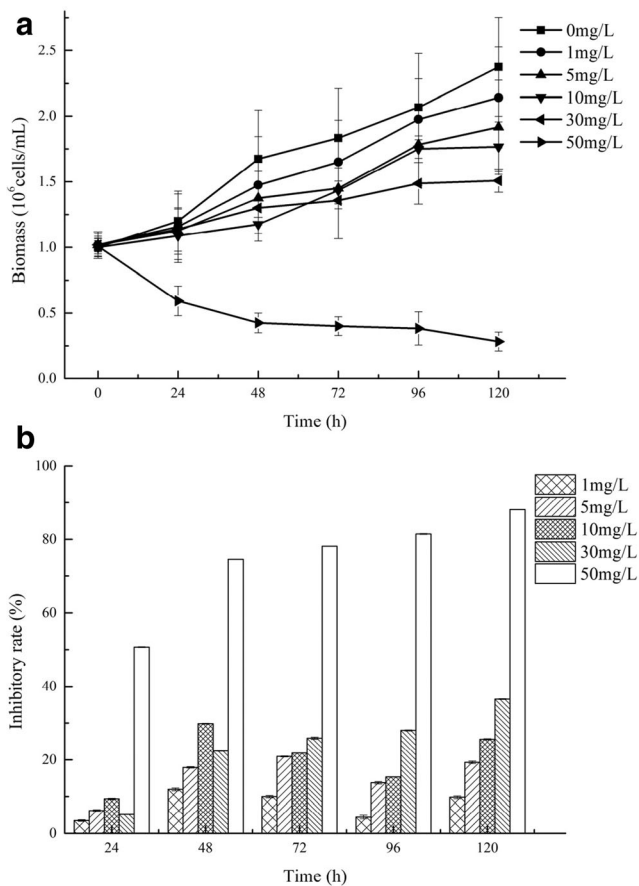 a
2.5
2.0
1.5
1.0
0.5
0.0
Biomass (10⁶cells/mL)
0 24 48 72 96 120
Time (h)
0mg/L
1mg/L
5mg/L
10mg/L
30mg/L
50mg/L
b
100
80
60
40
20
0
Inhibitory rate (%)
24 48 72 96 120
Time (h)
1mg/L
5mg/L
10mg/L
30mg/L
50mg/L